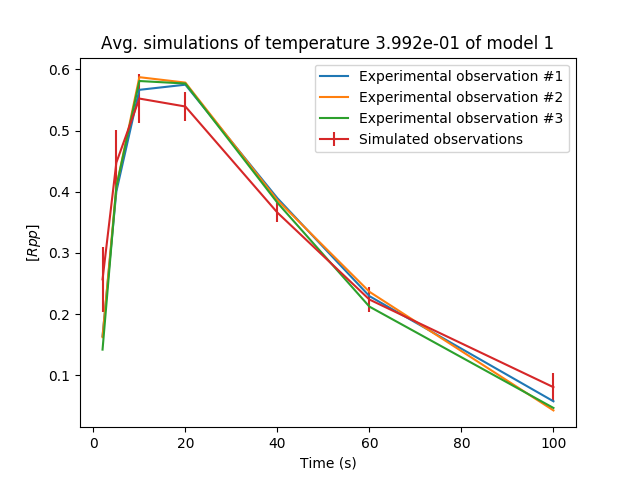 Avg. simulations of temperature 3.992e-01 of model 1
Experimental observation #1
Experimental observation #2
Experimental observation #3
Simulated observations
[Rpp]
0.6
0.5
0.4
0.3
0.2
0.1
0 20 40 60 80 100
Time (s)